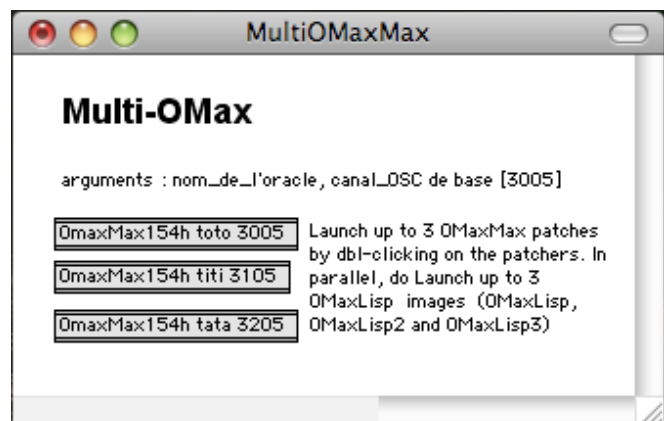 MultiOMaxMax
Multi-OMax
arguments : nom_de_l'oracle, canal_OSC de base [3005]
OmaxMax154h toto 3005
OmaxMax154h titi 3105
OmaxMax154h tata 3205
Launch up to 3 OMaxMax patches
by dbl-clicking on the patchers. In
parallel, do Launch up to 3
OMaxLisp images (OMaxLisp,
OMaxLisp2 and OMaxLisp3)